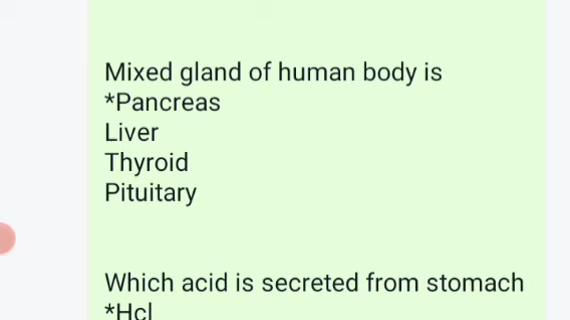 Mixed gland of human body is
*Pancreas
Liver
Thyroid
Pituitary
Which acid is secreted from stomach
*Hcl